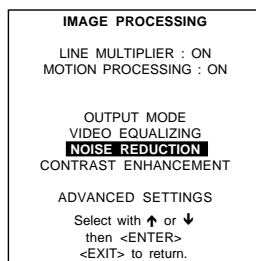 IMAGE PROCESSING
LINE MULTIPLIER : ON
MOTION PROCESSING : ON
OUTPUT MODE
VIDEO EQUALIZING
NOISE REDUCTION
CONTRAST ENHANCEMENT
ADVANCED SETTINGS
Select with ↑ or ↓
then <ENTER>
<EXIT> to return.